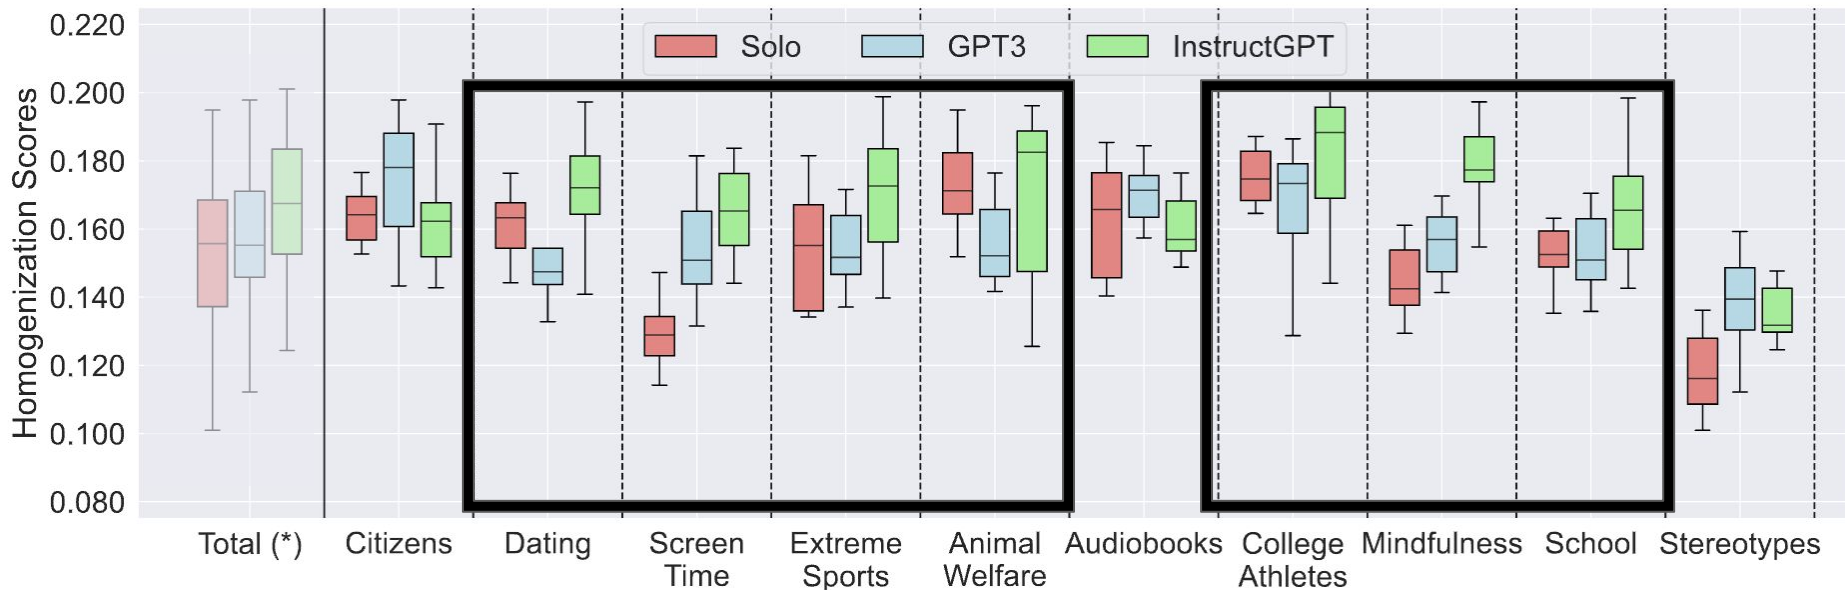 Homogenization Scores
0.220
0.200
0.180
0.160
0.140
0.120
0.100
0.080
Solo GPT3 InstructGPT
Total (*) Citizens Dating Screen Time Extreme Sports Animal Welfare Audiobooks College Athletes Mindfulness School Stereotypes